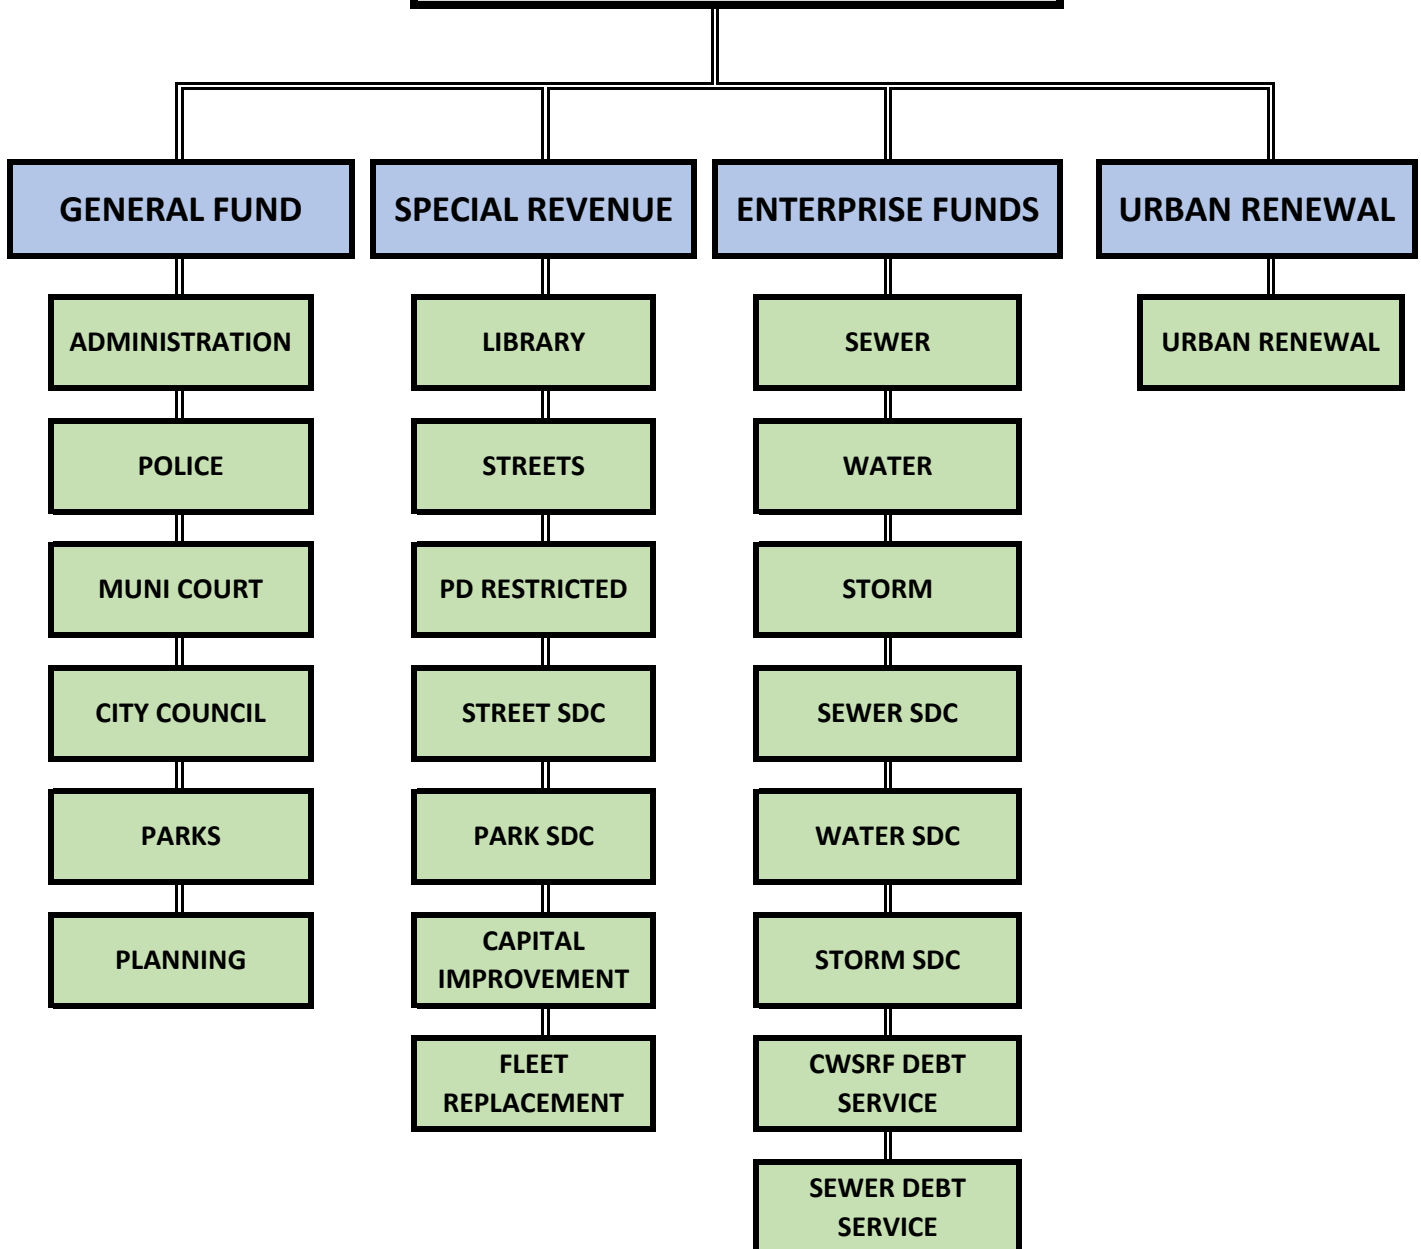 GENERAL FUND
SPECIAL REVENUE
ENTERPRISE FUNDS
URBAN RENEWAL
ADMINISTRATION
LIBRARY
SEWER
URBAN RENEWAL
POLICE
STREETS
WATER
MUNI COURT
PD RESTRICTED
STORM
CITY COUNCIL
STREET SDC
SEWER SDC
PARKS
PARK SDC
WATER SDC
PLANNING
CAPITAL
IMPROVEMENT
STORM SDC
FLEET
REPLACEMENT
CWSRF DEBT
SERVICE
SEWER DEBT
SERVICE